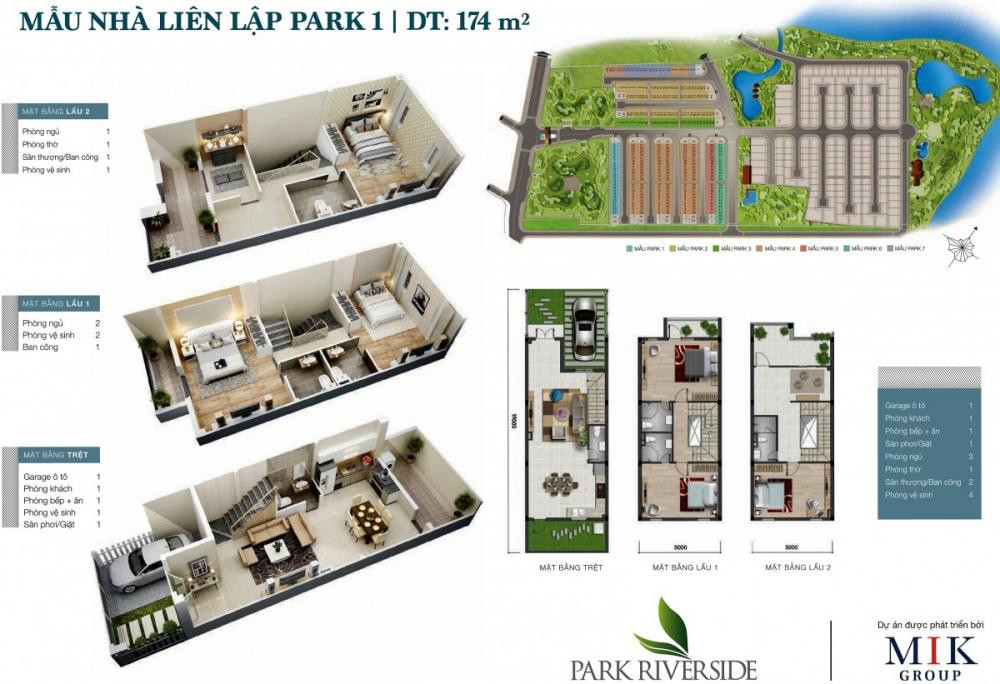 MẪU NHÀ LIÊN LẬP PARK 1 | DT: 174 m²
MẶT BẰNG LẦU 2
Phòng ngủ 1
Phòng thờ 1
Sân thượng/Ban công 1
Phòng vệ sinh 1
MẶT BẰNG LẦU 1
Phòng ngủ 2
Phòng vệ sinh 2
Ban công 1
MẶT BẰNG TRỆT
Garage ô tô 1
Phòng khách 1
Phòng bếp + ăn 1
Phòng vệ sinh 1
Sân phơi/Giặt 1
MẪU PARK 1 MẪU PARK 2 MẪU PARK 3 MẪU PARK 4 MẪU PARK 5 MẪU PARK 6 MẪU PARK 7
5000 5000
MẶT BẰNG TRỆT MẶT BẰNG LẦU 1 MẶT BẰNG LẦU 2
Garage ô tô 1
Phòng khách 1
Phòng bếp + ăn 1
Sân phơi/Giặt 1
Phòng ngủ 3
Phòng thờ 1
Sân thượng/Ban công 2
Phòng vệ sinh 4
PARK RIVERSIDE
Dự án được phát triển bởi
MIK
GROUP